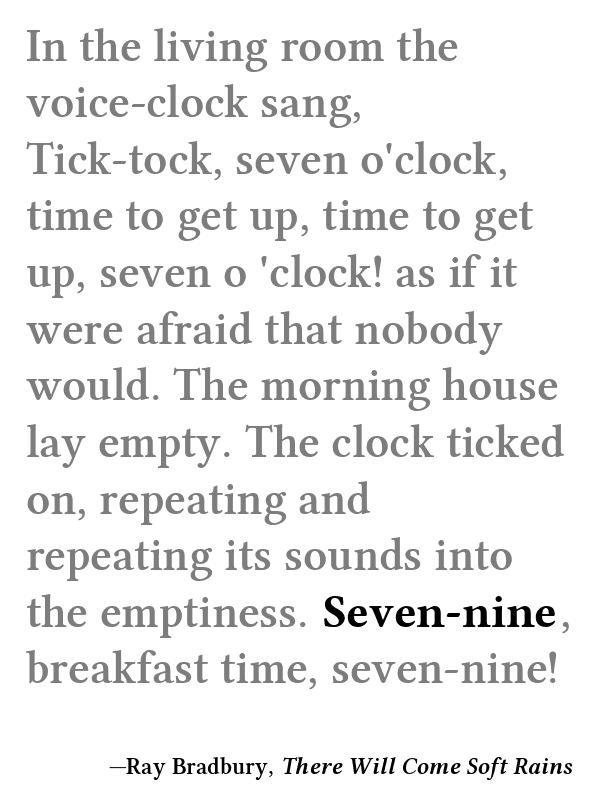 In the living room the
voice-clock sang,
Tick-tock, seven o'clock,
time to get up, time to get
up, seven o 'clock! as if it
were afraid that nobody
would. The morning house
lay empty. The clock ticked
on, repeating and
repeating its sounds into
the emptiness. Seven-nine,
breakfast time, seven-nine!
—Ray Bradbury, There Will Come Soft Rains